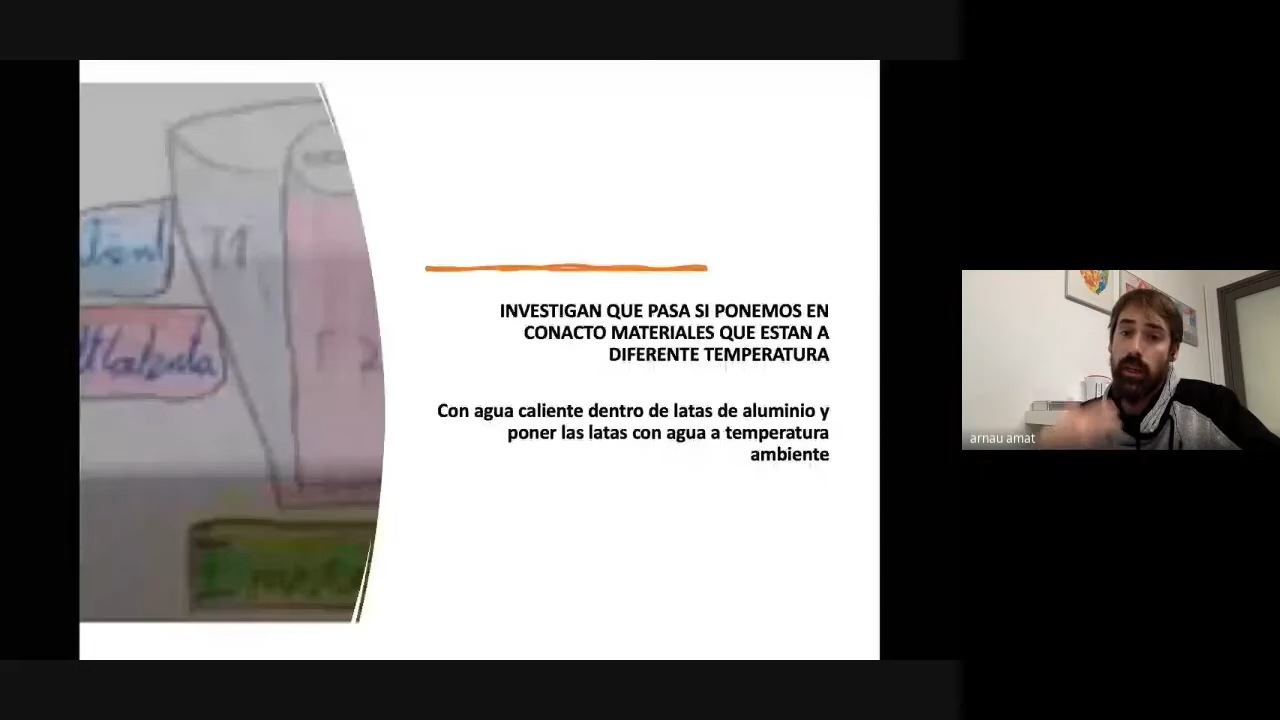 T1
INVESTIGAN QUE PASA SI PONEMOS EN
CONACTO MATERIALES QUE ESTAN A
DIFERENTE TEMPERATURA
Con agua caliente dentro de latas de aluminio y
poner las latas con agua a temperatura
ambiente
arnau amat